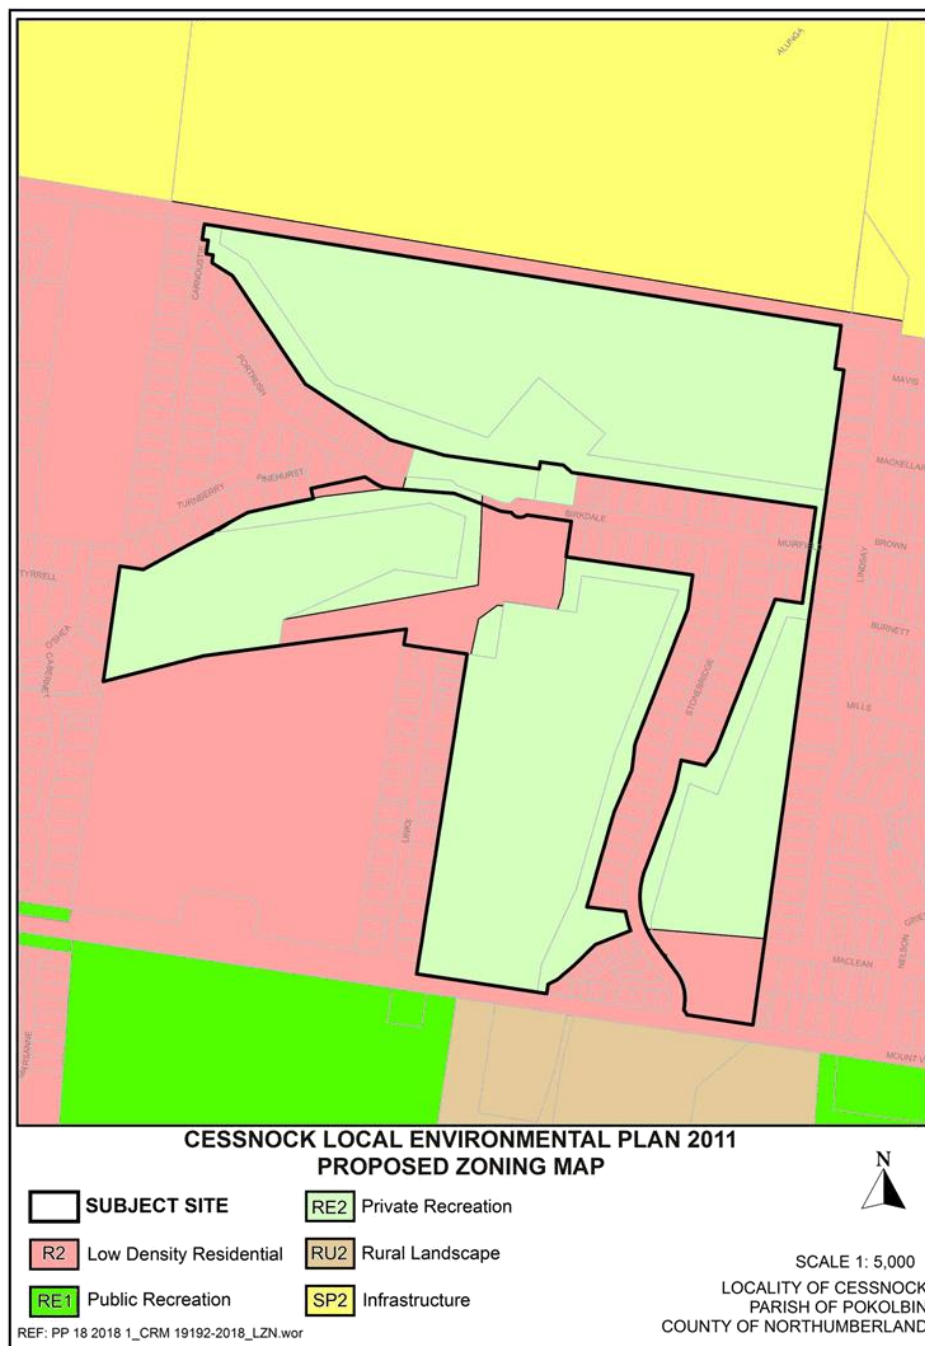 ALUNGA
CARNOUSTIE
PORTRUSH
MAVIS
MACKELLAR
PINEHURST
TURNBERRY
BIRKDALE
MUIRFIELD
BROWN
LINDSAY
TYRRELL
O'SHEA
CABERNET
BURNETT
STONEBRIDGE
MILLS
LINKS
NELSON
MACLEAN
MOUNT V
CESSNOCK LOCAL ENVIRONMENTAL PLAN 2011
PROPOSED ZONING MAP
N
SUBJECT SITE
RE2 Private Recreation
R2 Low Density Residential
RU2 Rural Landscape
RE1 Public Recreation
SP2 Infrastructure
SCALE 1: 5,000
LOCALITY OF CESSNOCK
PARISH OF POKOLBIN
COUNTY OF NORTHUMBERLAND
REF: PP 18 2018 1_CRM 19192-2018_LZN.wor